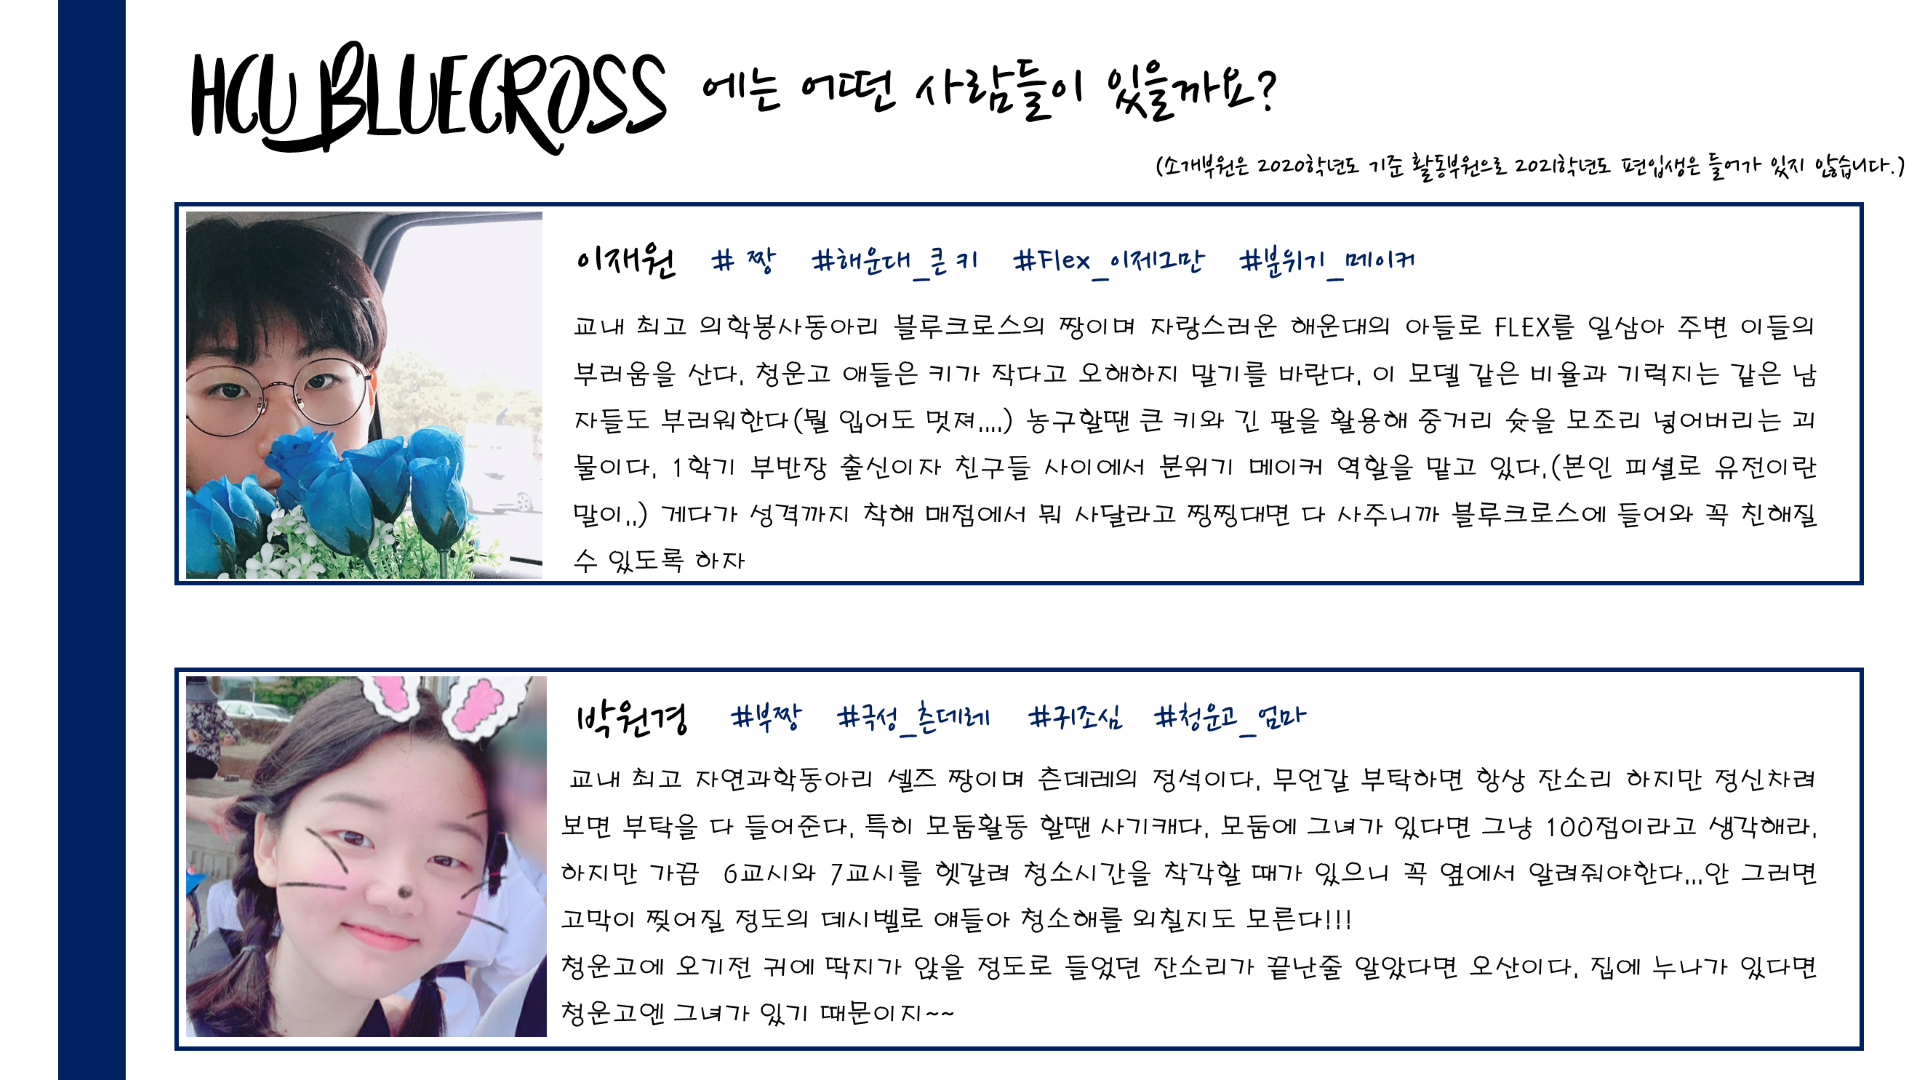 HCU BLUECROSS 에는 어떤 사람들이 있을까요?
(소개부원은 2020학년도 기준 활동부원으로 2021학년도 편입생은 들어가 있지 않습니다.)
이재원 # 짱 #해운대_큰 키 #Flex_이제그만 #분위기_메이커
교내 최고 의학봉사동아리 블루크로스의 짱이며 자랑스러운 해운대의 아들로 FLEX를 일삼아 주변 이들의
부러움을 산다. 청운고 애들은 키가 작다고 오해하지 말기를 바란다. 이 모델 같은 비율과 기럭지는 같은 남
자들도 부러워한다(뭘 입어도 멋져....) 농구할땐 큰 키와 긴 팔을 활용해 중거리 슛을 모조리 넣어버리는 괴
물이다. 1학기 부반장 출신이자 친구들 사이에서 분위기 메이커 역할을 맡고 있다.(본인 피셜로 유전이란
말이..) 게다가 성격까지 착해 매점에서 뭐 사달라고 찡찡대면 다 사주니까 블루크로스에 들어와 꼭 친해질
수 있도록 하자
박원경 #부짱 #극성_츤데레 #귀조심 #청운고_엄마
교내 최고 자연과학동아리 셀즈 짱이며 츤데레의 정석이다. 무언갈 부탁하면 항상 잔소리 하지만 정신차려
보면 부탁을 다 들어준다. 특히 모둠활동 할땐 사기캐다. 모둠에 그녀가 있다면 그냥 100점이라고 생각해라.
하지만 가끔 6교시와 7교시를 헷갈려 청소시간을 착각할 때가 있으니 꼭 옆에서 알려줘야한다...안 그러면
고막이 찢어질 정도의 데시벨로 얘들아 청소해를 외칠지도 모른다!!!
청운고에 오기전 귀에 딱지가 앉을 정도로 들었던 잔소리가 끝난줄 알았다면 오산이다. 집에 누나가 있다면
청운고엔 그녀가 있기 때문이지~~